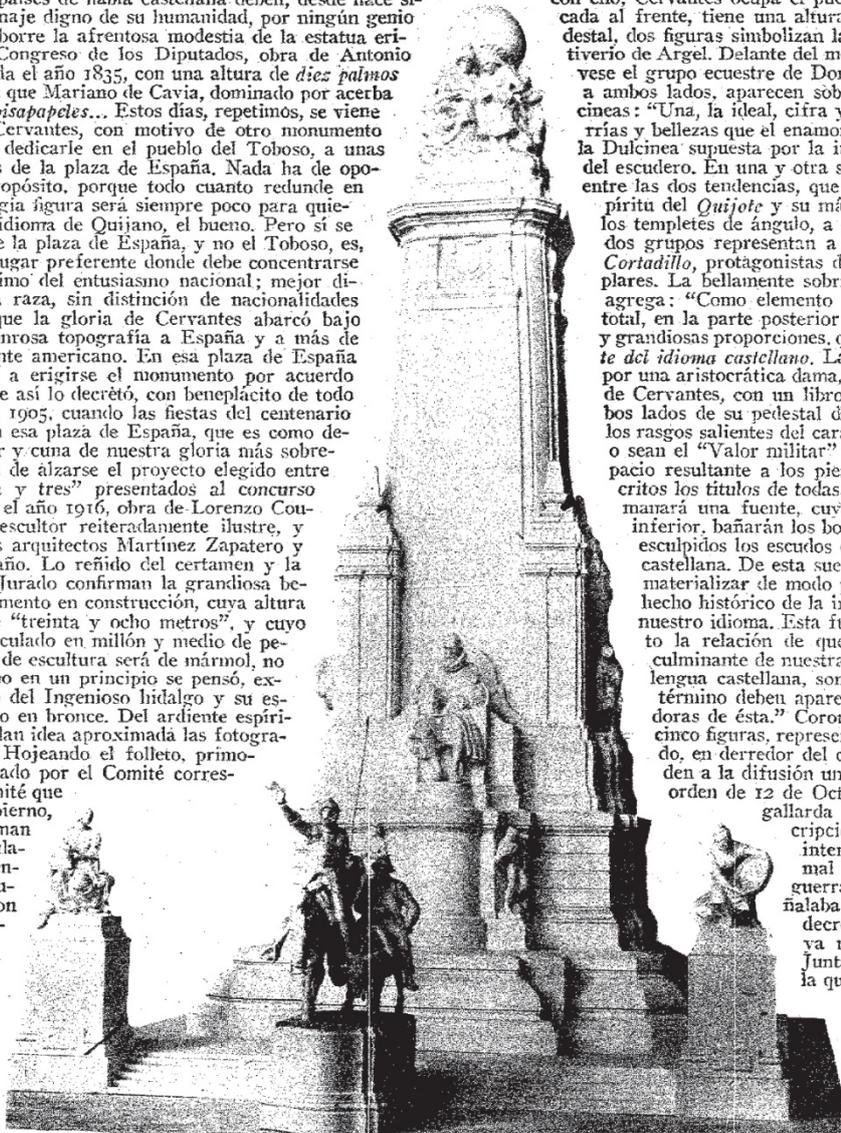 países de habla castellana deben, desde hace si-
naje digno de su humanidad, por ningún genio
borre la afrentosa modestia de la estatua eri-
Congreso de los Diputados, obra de Antonio
la el año 1835, con una altura de diez palmos
que Mariano de Cavia, dominado por acerba
pisapapeles... Estos días, repetimos, se viene
Cervantes, con motivo de otro monumento
dedicarle en el pueblo del Toboso, a unas
s de la plaza de España. Nada ha de opo-
opósito, porque todo cuanto redunde en
gia figura será siempre poco para quie-
idioma de Quijano, el bueno. Pero sí se
e la plaza de España, y no el Toboso, es,
ugar preferente donde debe concentrarse
imo del entusiasmo nacional; mejor di-
raza, sin distinción de nacionalidades
que la gloria de Cervantes abarcó bajo
nrosa topografía a España y a más de
nte americano. En esa plaza de España
a erigirse el monumento por acuerdo
e así lo decretó, con beneplácito de todo
1905, cuando las fiestas del centenario
esa plaza de España, que es como de-
r y cuna de nuestra gloria más sobre-
de alzarse el proyecto elegido entre
y tres” presentados al concurso
el año 1916, obra de Lorenzo Cou-
escultor reiteradamente ilustre, y
s arquitectos Martínez Zapatero y
año. Lo reñido del certamen y la
Jurado confirman la grandiosa be-
mento en construcción, cuya altura
“treinta y ocho metros”, y cuyo
culado en millón y medio de pe-
de escultura será de mármol, no
o en un principio se pensó, ex-
del Ingenioso hidalgo y su es-
o en bronce. Del ardiente espíri-
dan idea aproximada las fotogra-
Hojeando el folleto, primo-
ado por el Comité corres-
mité que
bierno,
man
la-
n-
u-
on
-
con ello, Cervantes ocupa el pue
cada al frente, tiene una altura
destal, dos figuras simbolizan la
tiverio de Argel. Delante del m
vese el grupo ecuestre de Don
a ambos lados, aparecen sob
cineas: “Una, la ideal, cifra y
rrías y bellezas que el enamo
la Dulcinea supuesta por la i
del escudero. En una y otra s
entre las dos tendencias, que
píritu del Quijote y su má
los templetes de ángulo, a
dos grupos representan a
Cortadillo, protagonistas d
plares. La bellamente sobr
agrega: “Como elemento
total, en la parte posterior
y grandiosas proporciones,
te del idioma castellano. L
por una aristocrática dama,
de Cervantes, con un libro
bos lados de su pedestal d
los rasgos salientes del car
o sean el “Valor militar”
pacio resultante a los pie
critos los títulos de todas
manará una fuente, cuy
inferior, bañarán los bo
esculpidos los escudos
castellana. De esta sue
materializar de modo
hecho histórico de la i
nuestro idioma. Esta fu
to la relación de que
culminante de nuestra
lengua castellana, son
término deben apare
doras de ésta.” Coron
cinco figuras, represe
do, en derredor del
den a la difusión un
orden de 12 de Oct
gallarda
cripci
inter
mal
guerra
ñalaba
decre
va
Junt
la qu